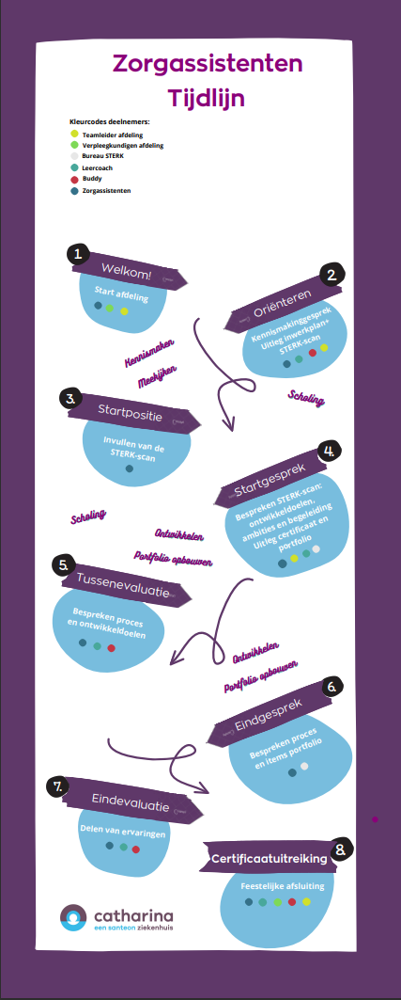 Zorgassistenten
Tijdlijn
Kleurcodes deelnemers:
Teamleider afdeling
Verpleegkundigen afdeling
Bureau STERK
Leercoach
Buddy
Zorgassistenten
1.
Welkom!
Start afdeling
2.
Oriënteren
Kennismakinggesprek
Uitleg inwerkplan+
STERK-scan
Kennismaken
Meekijken
Scholing
3.
Startpositie
Invullen van de
STERK-scan
4.
Startgesprek
Bespreken STERK-scan:
ontwikkeldoelen.
ambities en begeleiding
Uitleg certificaat en
portfolio
Scholing
Ontwikkelen
Portfolio opbouwen
5.
Tussenevaluatie
Bespreken proces
en ontwikkeldoelen
Ontwikkelen
Portfolio opbouwen
6.
Eindgesprek
Bespreken proces
en items portfolio
7.
Eindevaluatie
Delen van ervaringen
8.
Certificaatuitreiking
Feestelijke afsluiting
catharina
een santeon ziekenhuis